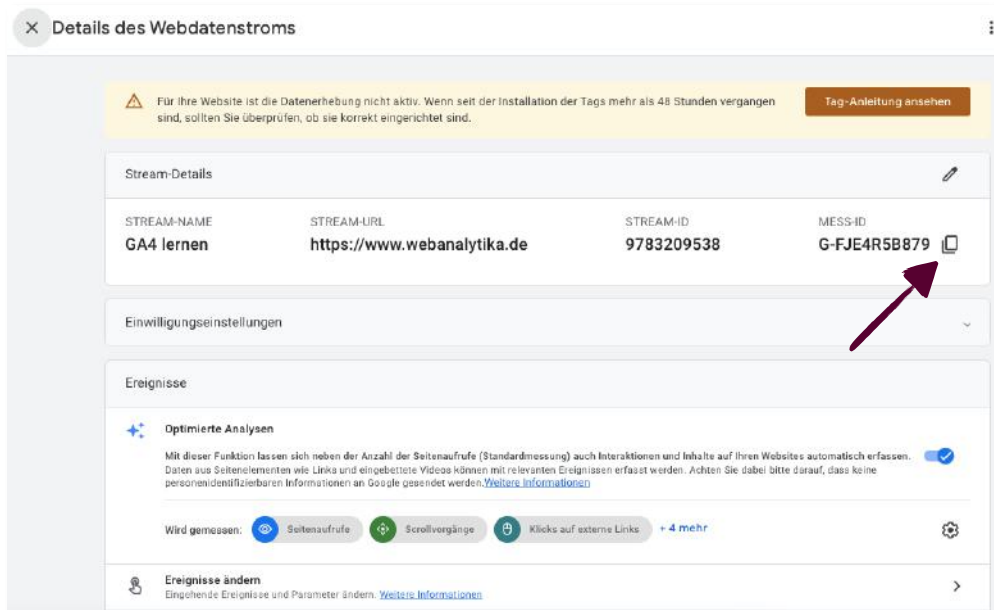 Details des Webdatenstroms
Für Ihre Website ist die Datenerhebung nicht aktiv. Wenn seit der Installation der Tags mehr als 48 Stunden vergangen
sind, sollten Sie überprüfen, ob sie korrekt eingerichtet sind.
Tag-Anleitung ansehen
Stream-Details
STREAM-NAME STREAM-URL STREAM-ID MESS-ID
GA4 lernen https://www.webanalytika.de 9783209538 G-FJE4R5B879
Einwilligungseinstellungen
Ereignisse
Optimierte Analysen
Mit dieser Funktion lassen sich neben der Anzahl der Seitenaufrufe (Standardmessung) auch Interaktionen und Inhalte auf Ihren Websites automatisch erfassen.
Daten aus Seitenelementen wie Links und eingebettete Videos können mit relevanten Ereignissen erfasst werden. Achten Sie dabei bitte darauf, dass keine
personenidentifizierbaren Informationen an Google gesendet werden.Weitere Informationen
Wird gemessen: Seitenaufrufe Scrollvorgänge Klicks auf externe Links + 4 mehr
Ereignisse ändern
Eingehende Ereignisse und Parameter ändern. Weitere Informationen